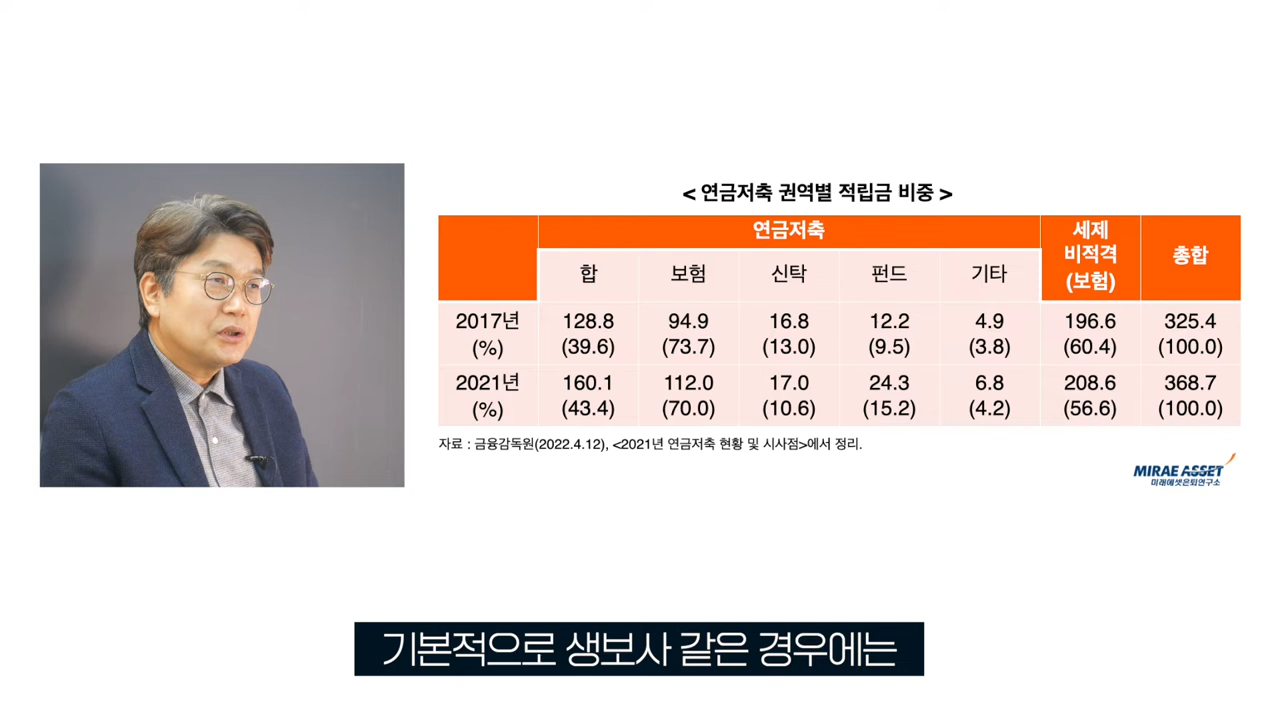 < 연금저축 권역별 적립금 비중 >
연금저축 세제 비적격 (보험) 총합
합 보험 신탁 펀드 기타
2017년 128.8 94.9 16.8 12.2 4.9 196.6 325.4
(%) (39.6) (73.7) (13.0) (9.5) (3.8) (60.4) (100.0)
2021년 160.1 112.0 17.0 24.3 6.8 208.6 368.7
(%) (43.4) (70.0) (10.6) (15.2) (4.2) (56.6) (100.0)
자료 : 금융감독원(2022.4.12), <2021년 연금저축 현황 및 시사점>에서 정리.
MIRAE ASSET
미래에셋은퇴연구소
기본적으로 생보사 같은 경우에는